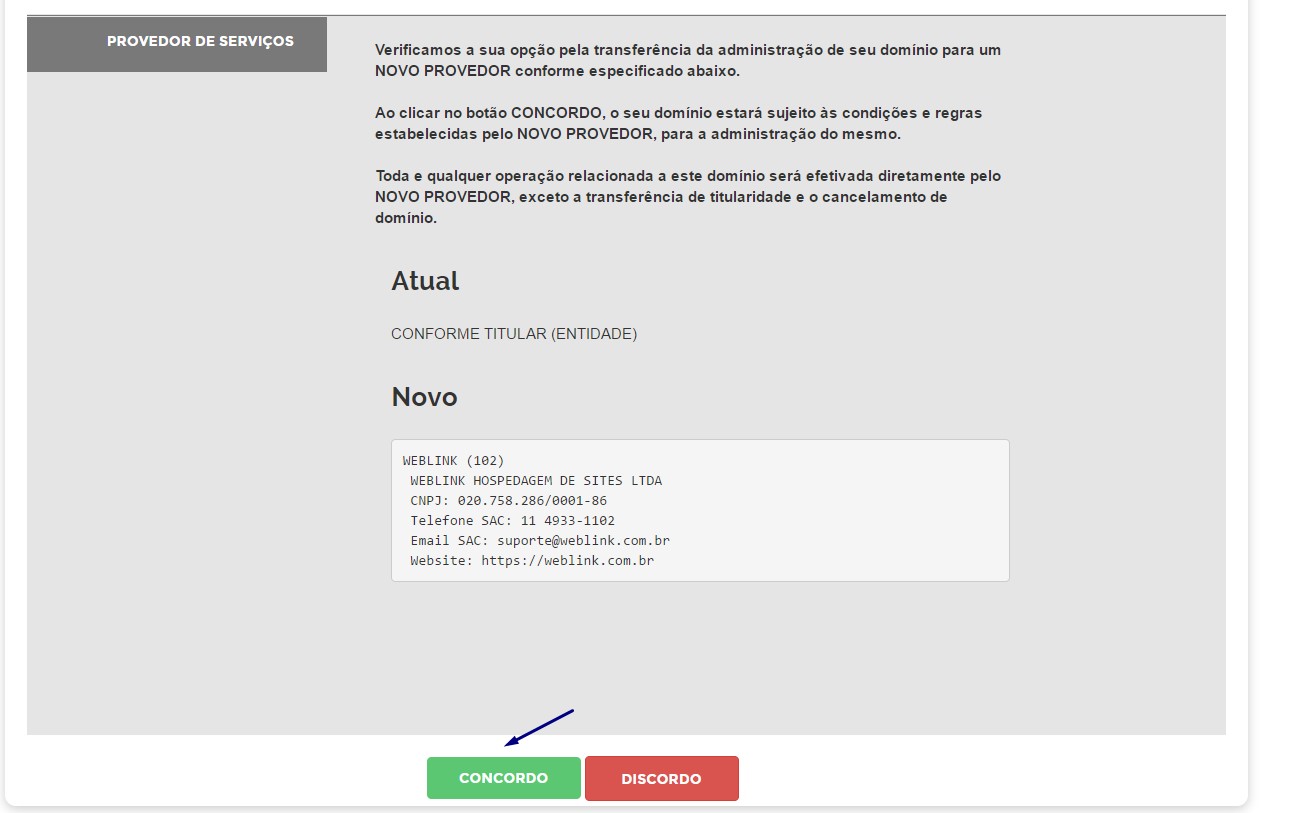 PROVEDOR DE SERVIÇOS
Verificamos a sua opção pela transferência da administração de seu domínio para um
NOVO PROVEDOR conforme especificado abaixo.
Ao clicar no botão CONCORDO, o seu domínio estará sujeito às condições e regras
estabelecidas pelo NOVO PROVEDOR, para a administração do mesmo.
Toda e qualquer operação relacionada a este domínio será efetivada diretamente pelo
NOVO PROVEDOR, exceto a transferência de titularidade e o cancelamento de
domínio.
Atual
CONFORME TITULAR (ENTIDADE)
Novo
WEBLINK (102)
WEBLINK HOSPEDAGEM DE SITES LTDA
CNPJ: 020.758.286/0001-86
Telefone SAC: 11 4933-1102
Email SAC: suporte@weblink.com.br
Website: https://weblink.com.br
CONCORDO
DISCORDO